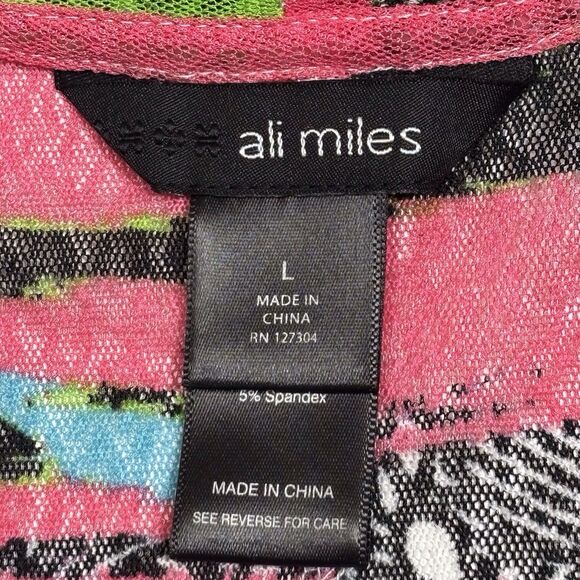 ali miles
L
MADE IN
CHINA
RN 127304
5% Spandex
MADE IN CHINA
SEE REVERSE FOR CARE